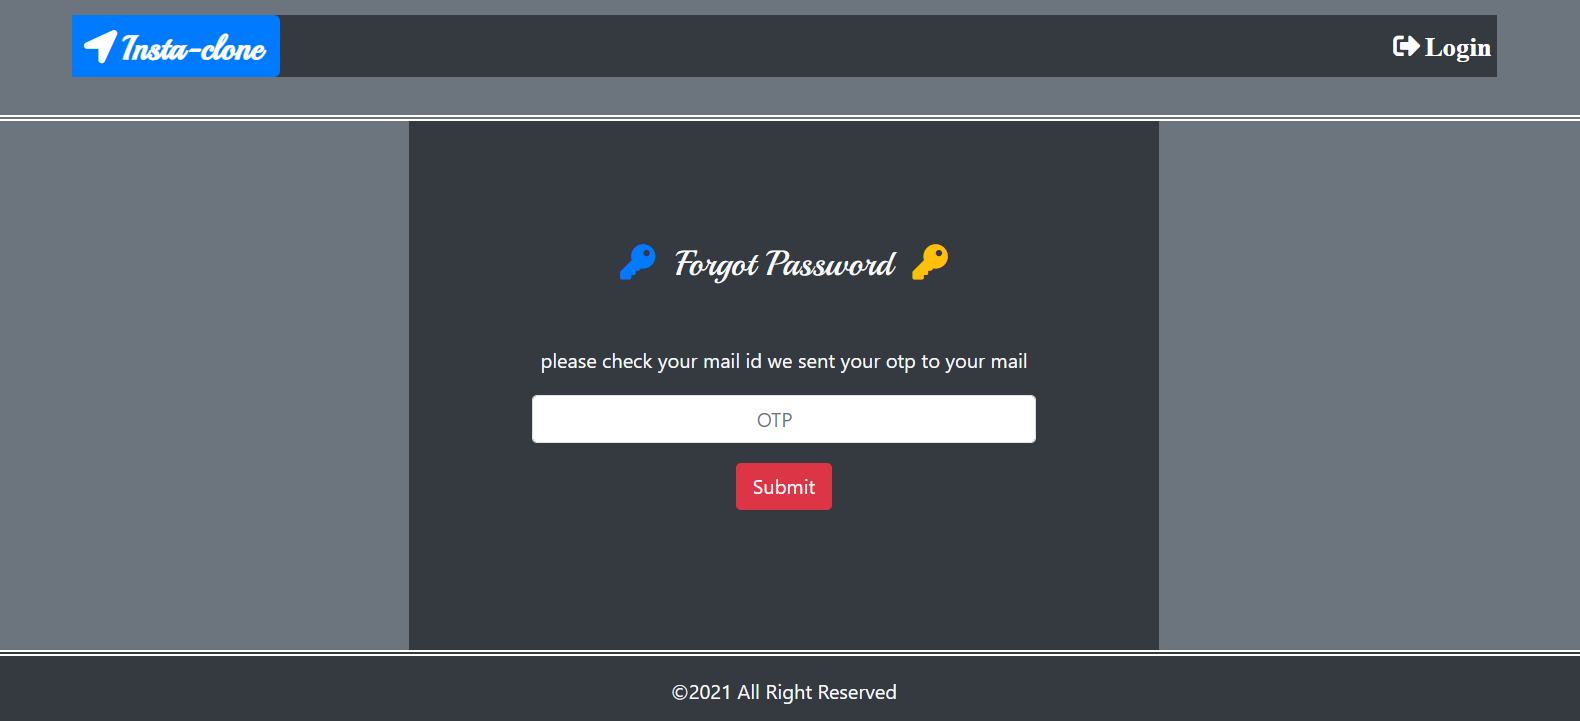 Insta-clone
Login
Forgot Password
please check your mail id we sent your otp to your mail
OTP
Submit
©2021 All Right Reserved